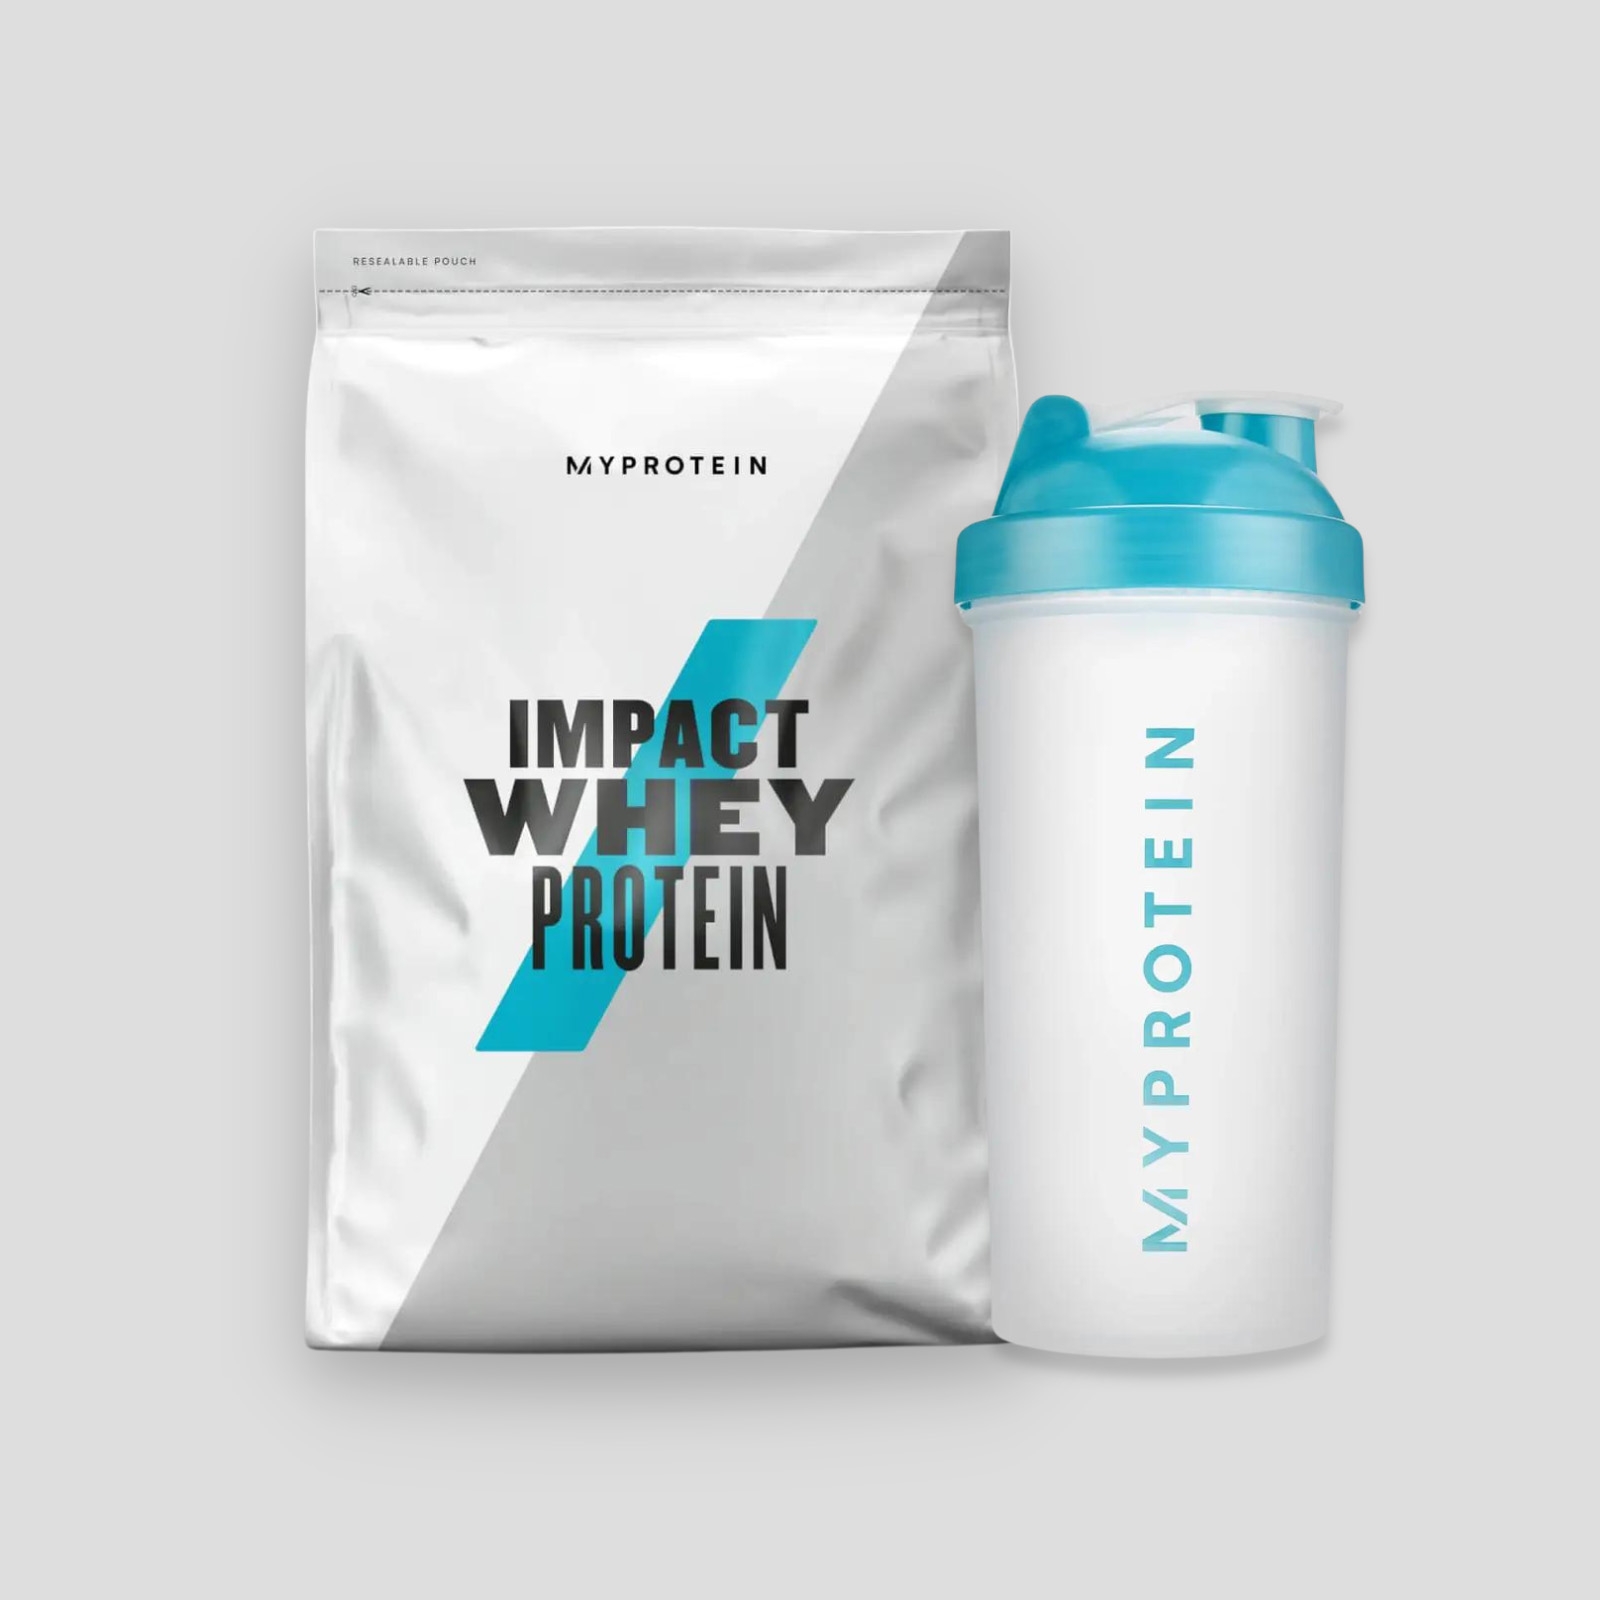 RESEALABLE POUCH
MYPROTEIN
IMPACT
WHEY
PROTEIN
MYPROTEIN